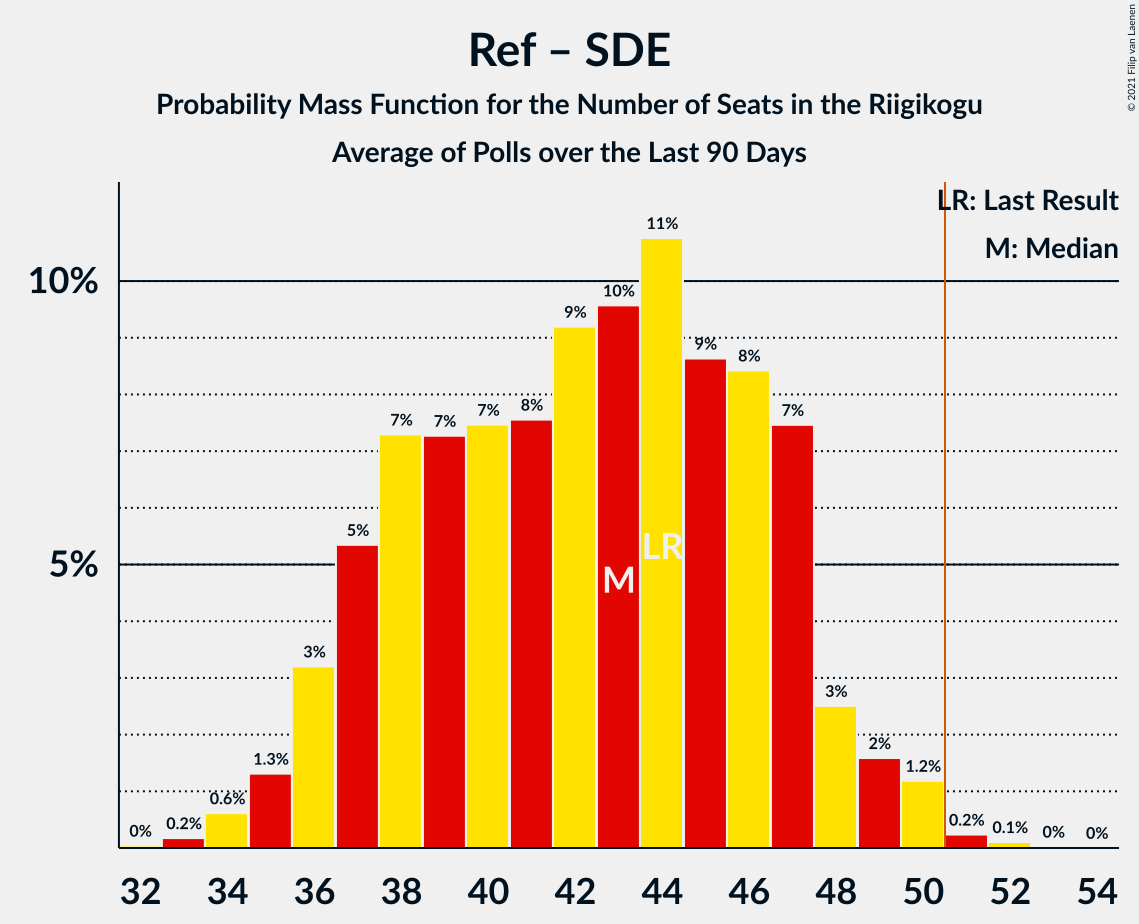 Ref – SDE
Probability Mass Function for the Number of Seats in the Riigikogu
Average of Polls over the Last 90 Days
© 2021 Filip van Laenen
LR: Last Result
M: Median
10%
5%
0%
0.2%
0.6%
1.3%
3%
5%
7%
7%
7%
8%
9%
10%
11%
9%
8%
7%
3%
2%
1.2%
0.2%
0.1%
0%
0%
M
LR
32 34 36 38 40 42 44 46 48 50 52 54